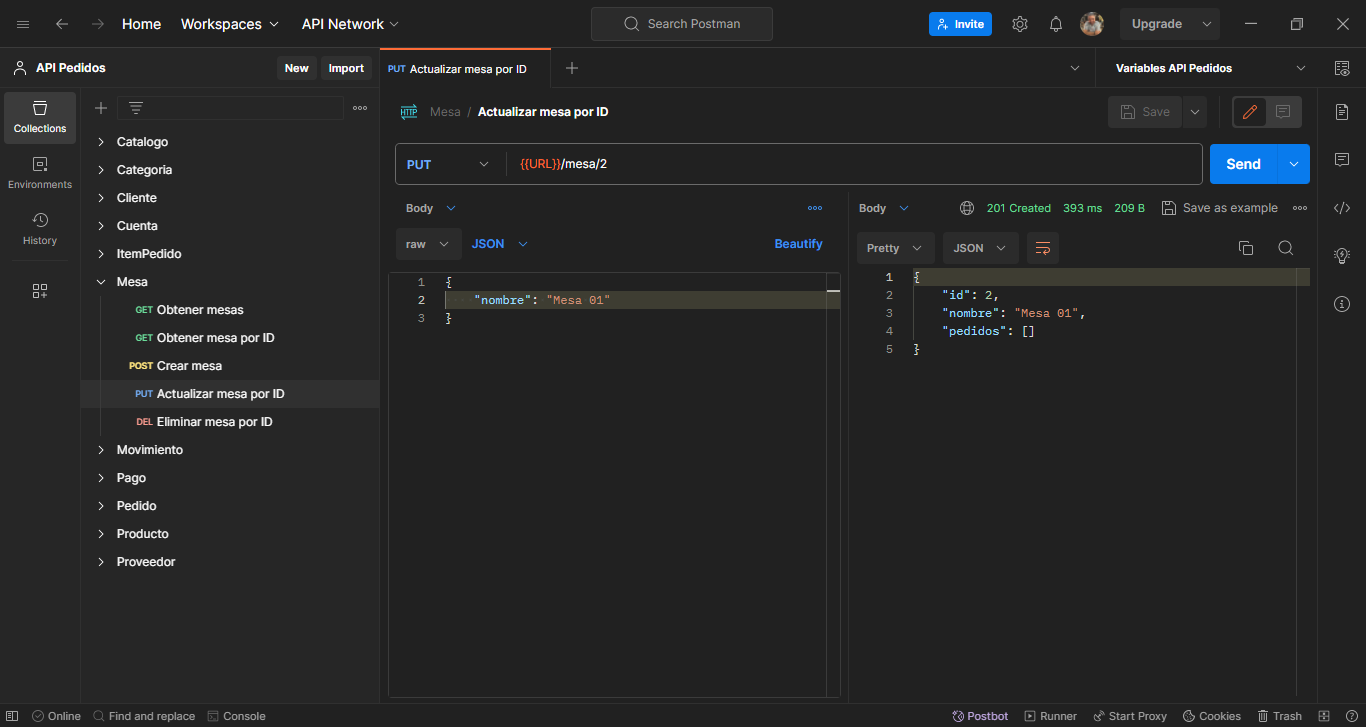 Home Workspaces API Network Search Postman Invite Upgrade
API Pedidos New Import PUT Actualizar mesa por ID Variables API Pedidos
Collections
Environments
History
Catalogo
Categoria
Cliente
Cuenta
ItemPedido
Mesa
GET Obtener mesas
GET Obtener mesa por ID
POST Crear mesa
PUT Actualizar mesa por ID
DEL Eliminar mesa por ID
Movimiento
Pago
Pedido
Producto
Proveedor
HTTP Mesa / Actualizar mesa por ID Save
PUT {{URL}}/mesa/2 Send
Body
raw JSON Beautify
1 {
2 "nombre": "Mesa 01"
3 }
Body 201 Created 393 ms 209 B Save as example
Pretty JSON
1 {
2 "id": 2,
3 "nombre": "Mesa 01",
4 "pedidos": []
5 }
Online Find and replace Console Postbot Runner Start Proxy Cookies Trash